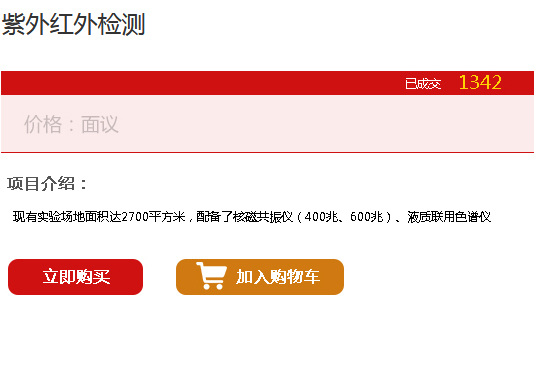 紫外红外检测
已成交 1342
价格：面议
项目介绍：
现有实验场地面积达2700平方米，配备了核磁共振仪（400兆、600兆）、液质联用色谱仪
立即购买 加入购物车